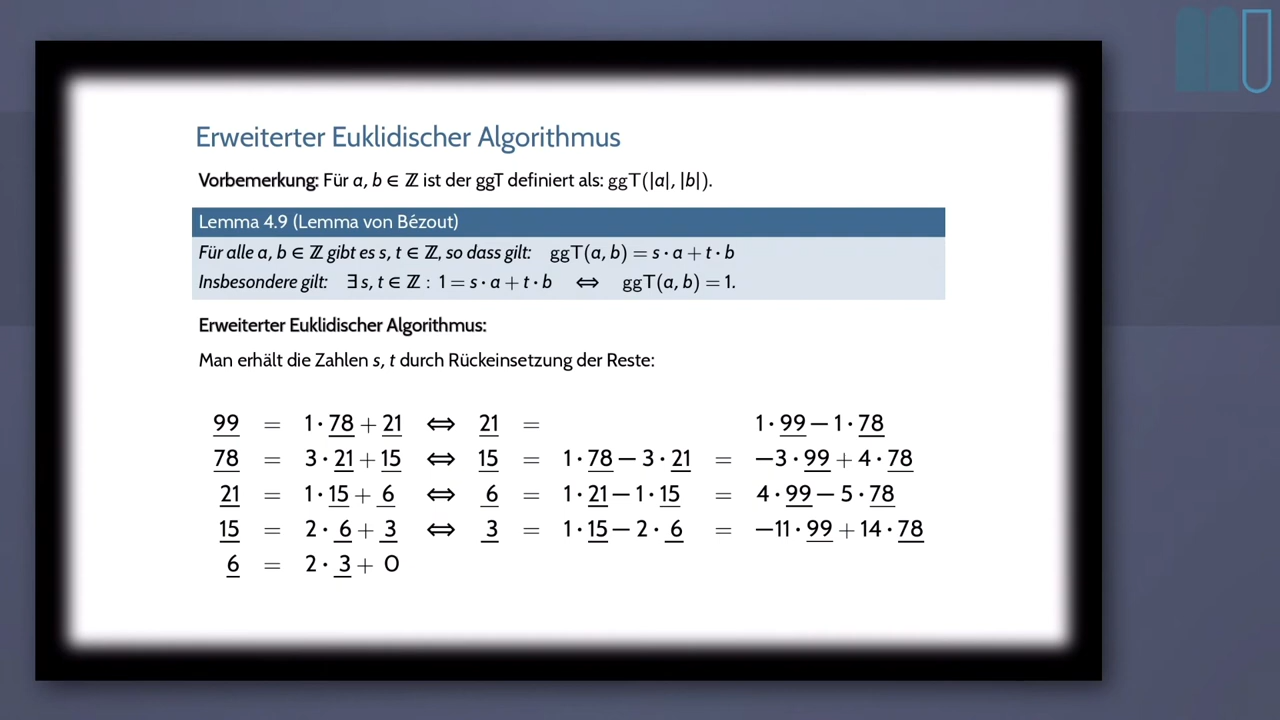 Erweiterter Euklidischer Algorithmus
Vorbemerkung: Für a, b ∈ ℤ ist der ggT definiert als: ggT(|a|, |b|).
Lemma 4.9 (Lemma von Bézout)
Für alle a, b ∈ ℤ gibt es s, t ∈ ℤ, so dass gilt: ggT(a, b) = s · a + t · b
Insbesondere gilt: ∃ s, t ∈ ℤ : 1 = s · a + t · b ⟺ ggT(a, b) = 1.
Erweiterter Euklidischer Algorithmus:
Man erhält die Zahlen s, t durch Rückeinsetzung der Reste:
99 = 1 · 78 + 21 ⟺ 21 = 1 · 99 − 1 · 78
78 = 3 · 21 + 15 ⟺ 15 = 1 · 78 − 3 · 21 = −3 · 99 + 4 · 78
21 = 1 · 15 + 6 ⟺ 6 = 1 · 21 − 1 · 15 = 4 · 99 − 5 · 78
15 = 2 · 6 + 3 ⟺ 3 = 1 · 15 − 2 · 6 = −11 · 99 + 14 · 78
6 = 2 · 3 + 0